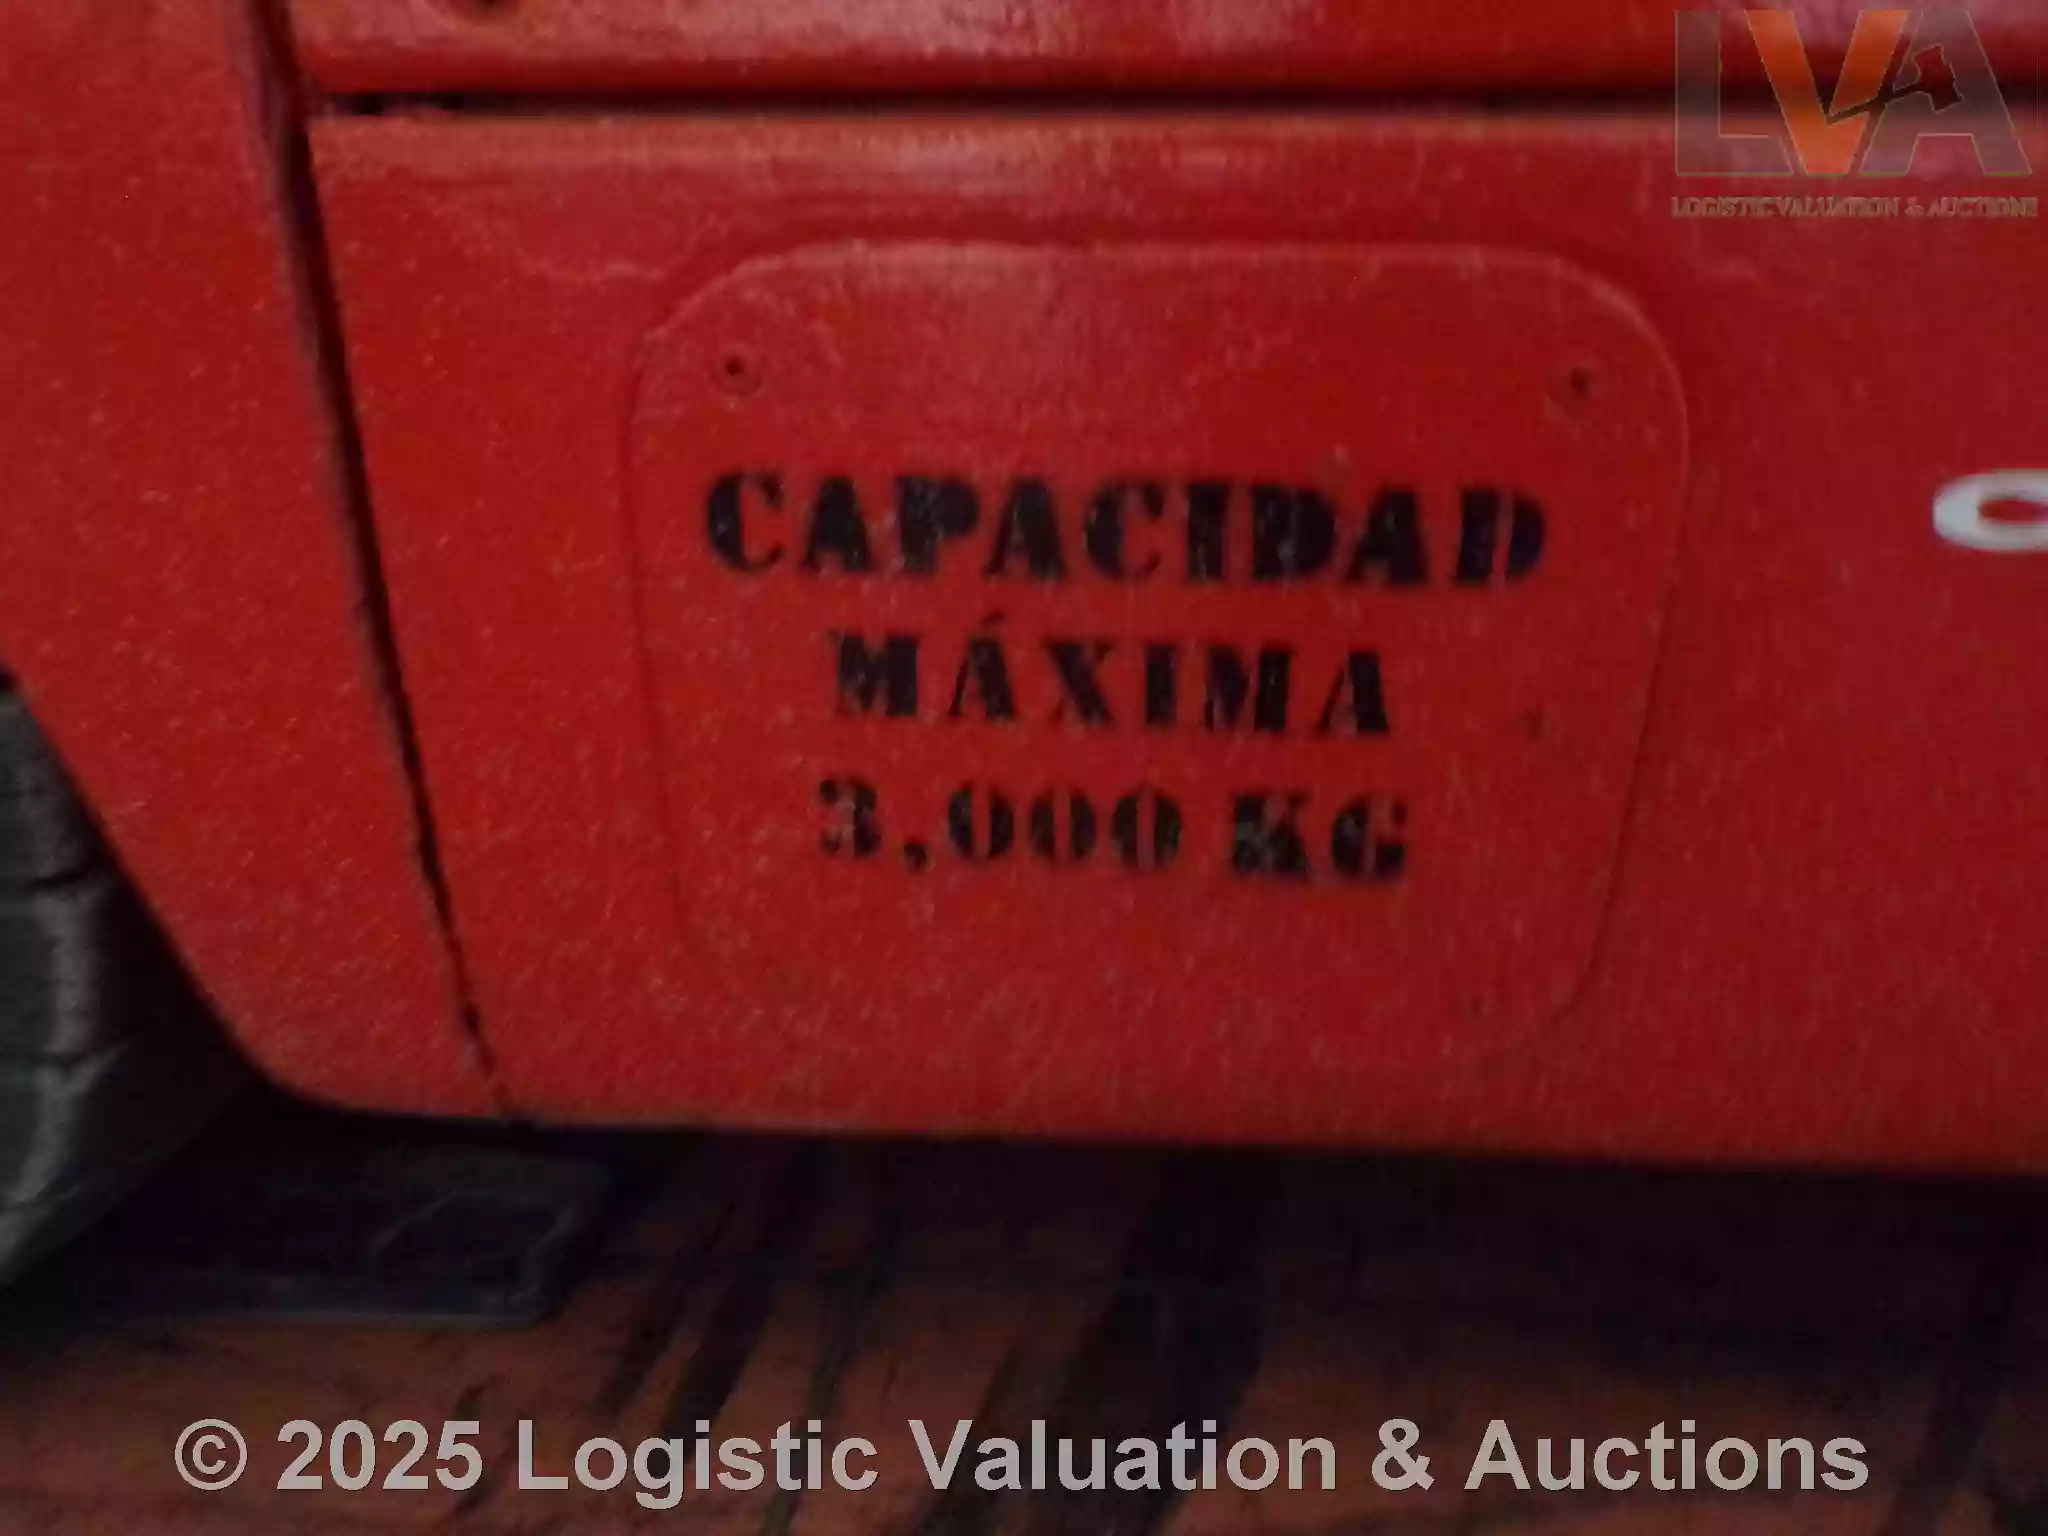 LVA
LOGISTIC VALUATION & AUCTIONS
CAPACIDAD
MÁXIMA
3,000 KG
© 2025 Logistic Valuation & Auctions